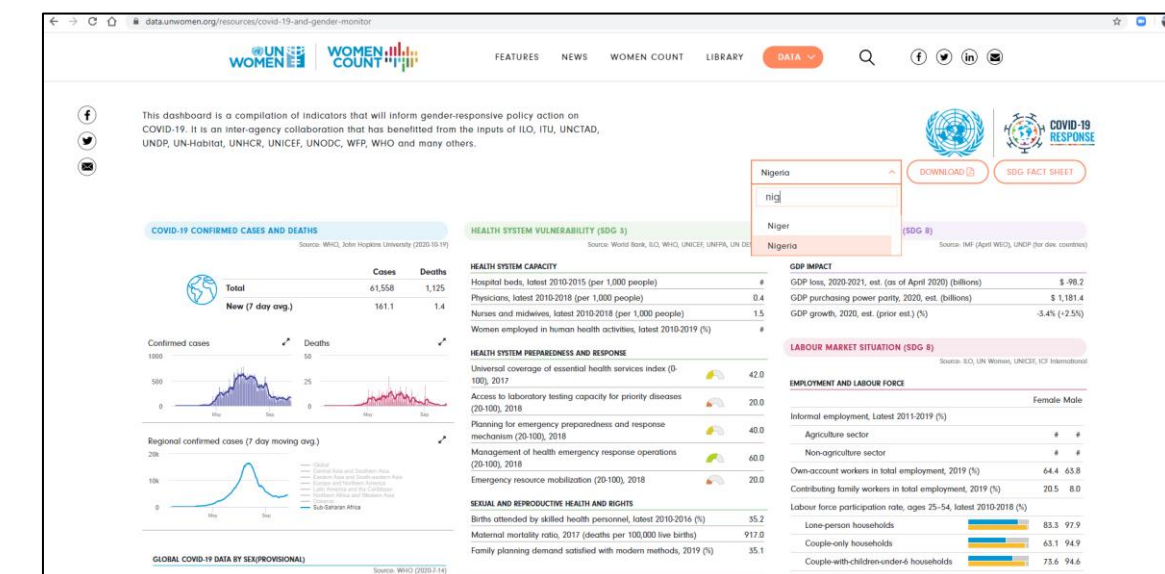 data.unwomen.org/resources/covid-19-and-gender-monitor
UN
WOMEN
WOMEN
COUNT
FEATURES NEWS WOMEN COUNT LIBRARY DATA
This dashboard is a compilation of indicators that will inform gender-responsive policy action on
COVID-19. It is an inter-agency collaboration that has benefitted from the inputs of ILO, ITU, UNCTAD,
UNDP, UN-Habitat, UNHCR, UNICEF, UNODC, WFP, WHO and many others.
COVID-19
RESPONSE
Nigeria
DOWNLOAD
SDG FACT SHEET
nig
Niger
Nigeria
COVID-19 CONFIRMED CASES AND DEATHS
Source: WHO, John Hopkins University (2020-10-19)
Cases Deaths
Total 61,558 1,125
New (7 day avg.) 161.1 1.4
Confirmed cases
1000
500
0
May Sep
Deaths
50
25
0
May Sep
Regional confirmed cases (7 day moving avg.)
20k
10k
0
May Sep
Global
Central Asia and Southern Asia
Eastern Asia and South-eastern Asia
Europe and Northern America
Latin America and the Caribbean
Northern Africa and Western Asia
Oceania
Sub-Saharan Africa
GLOBAL COVID-19 DATA BY SEX(PROVISIONAL)
Source: WHO (2020-7-14)
HEALTH SYSTEM VULNERABILITY (SDG 3)
Source: World Bank, ILO, WHO, UNICEF, UNFPA, UN DE
HEALTH SYSTEM CAPACITY
Hospital beds, latest 2010-2015 (per 1,000 people) #
Physicians, latest 2010-2018 (per 1,000 people) 0.4
Nurses and midwives, latest 2010-2018 (per 1,000 people) 1.5
Women employed in human health activities, latest 2010-2019 (%) #
HEALTH SYSTEM PREPAREDNESS AND RESPONSE
Universal coverage of essential health services index (0-
100), 2017 42.0
Access to laboratory testing capacity for priority diseases
(20-100), 2018 20.0
Planning for emergency preparedness and response
mechanism (20-100), 2018 40.0
Management of health emergency response operations
(20-100), 2018 60.0
Emergency resource mobilization (20-100), 2018 20.0
SEXUAL AND REPRODUCTIVE HEALTH AND RIGHTS
Births attended by skilled health personnel, latest 2010-2016 (%) 35.2
Maternal mortality ratio, 2017 (deaths per 100,000 live births) 917.0
Family planning demand satisfied with modern methods, 2019 (%) 35.1
(SDG 8)
Source: IMF (April WEO), UNDP (for dev. countries)
GDP IMPACT
GDP loss, 2020-2021, est. (as of April 2020) (billions) $ -98.2
GDP purchasing power parity, 2020, est. (billions) $ 1,181.4
GDP growth, 2020, est. (prior est.) (%) -3.4% (+2.5%)
LABOUR MARKET SITUATION (SDG 8)
Source: ILO, UN Women, UNICEF, ICF International
EMPLOYMENT AND LABOUR FORCE
Female Male
Informal employment, Latest 2011-2019 (%)
Agriculture sector # #
Non-agriculture sector # #
Own-account workers in total employment, 2019 (%) 64.4 63.8
Contributing family workers in total employment, 2019 (%) 20.5 8.0
Labour force participation rate, ages 25-54, latest 2010-2018 (%)
Lone-person households 83.3 97.9
Couple-only households 63.1 94.9
Couple-with-children-under-6 households 73.6 94.6